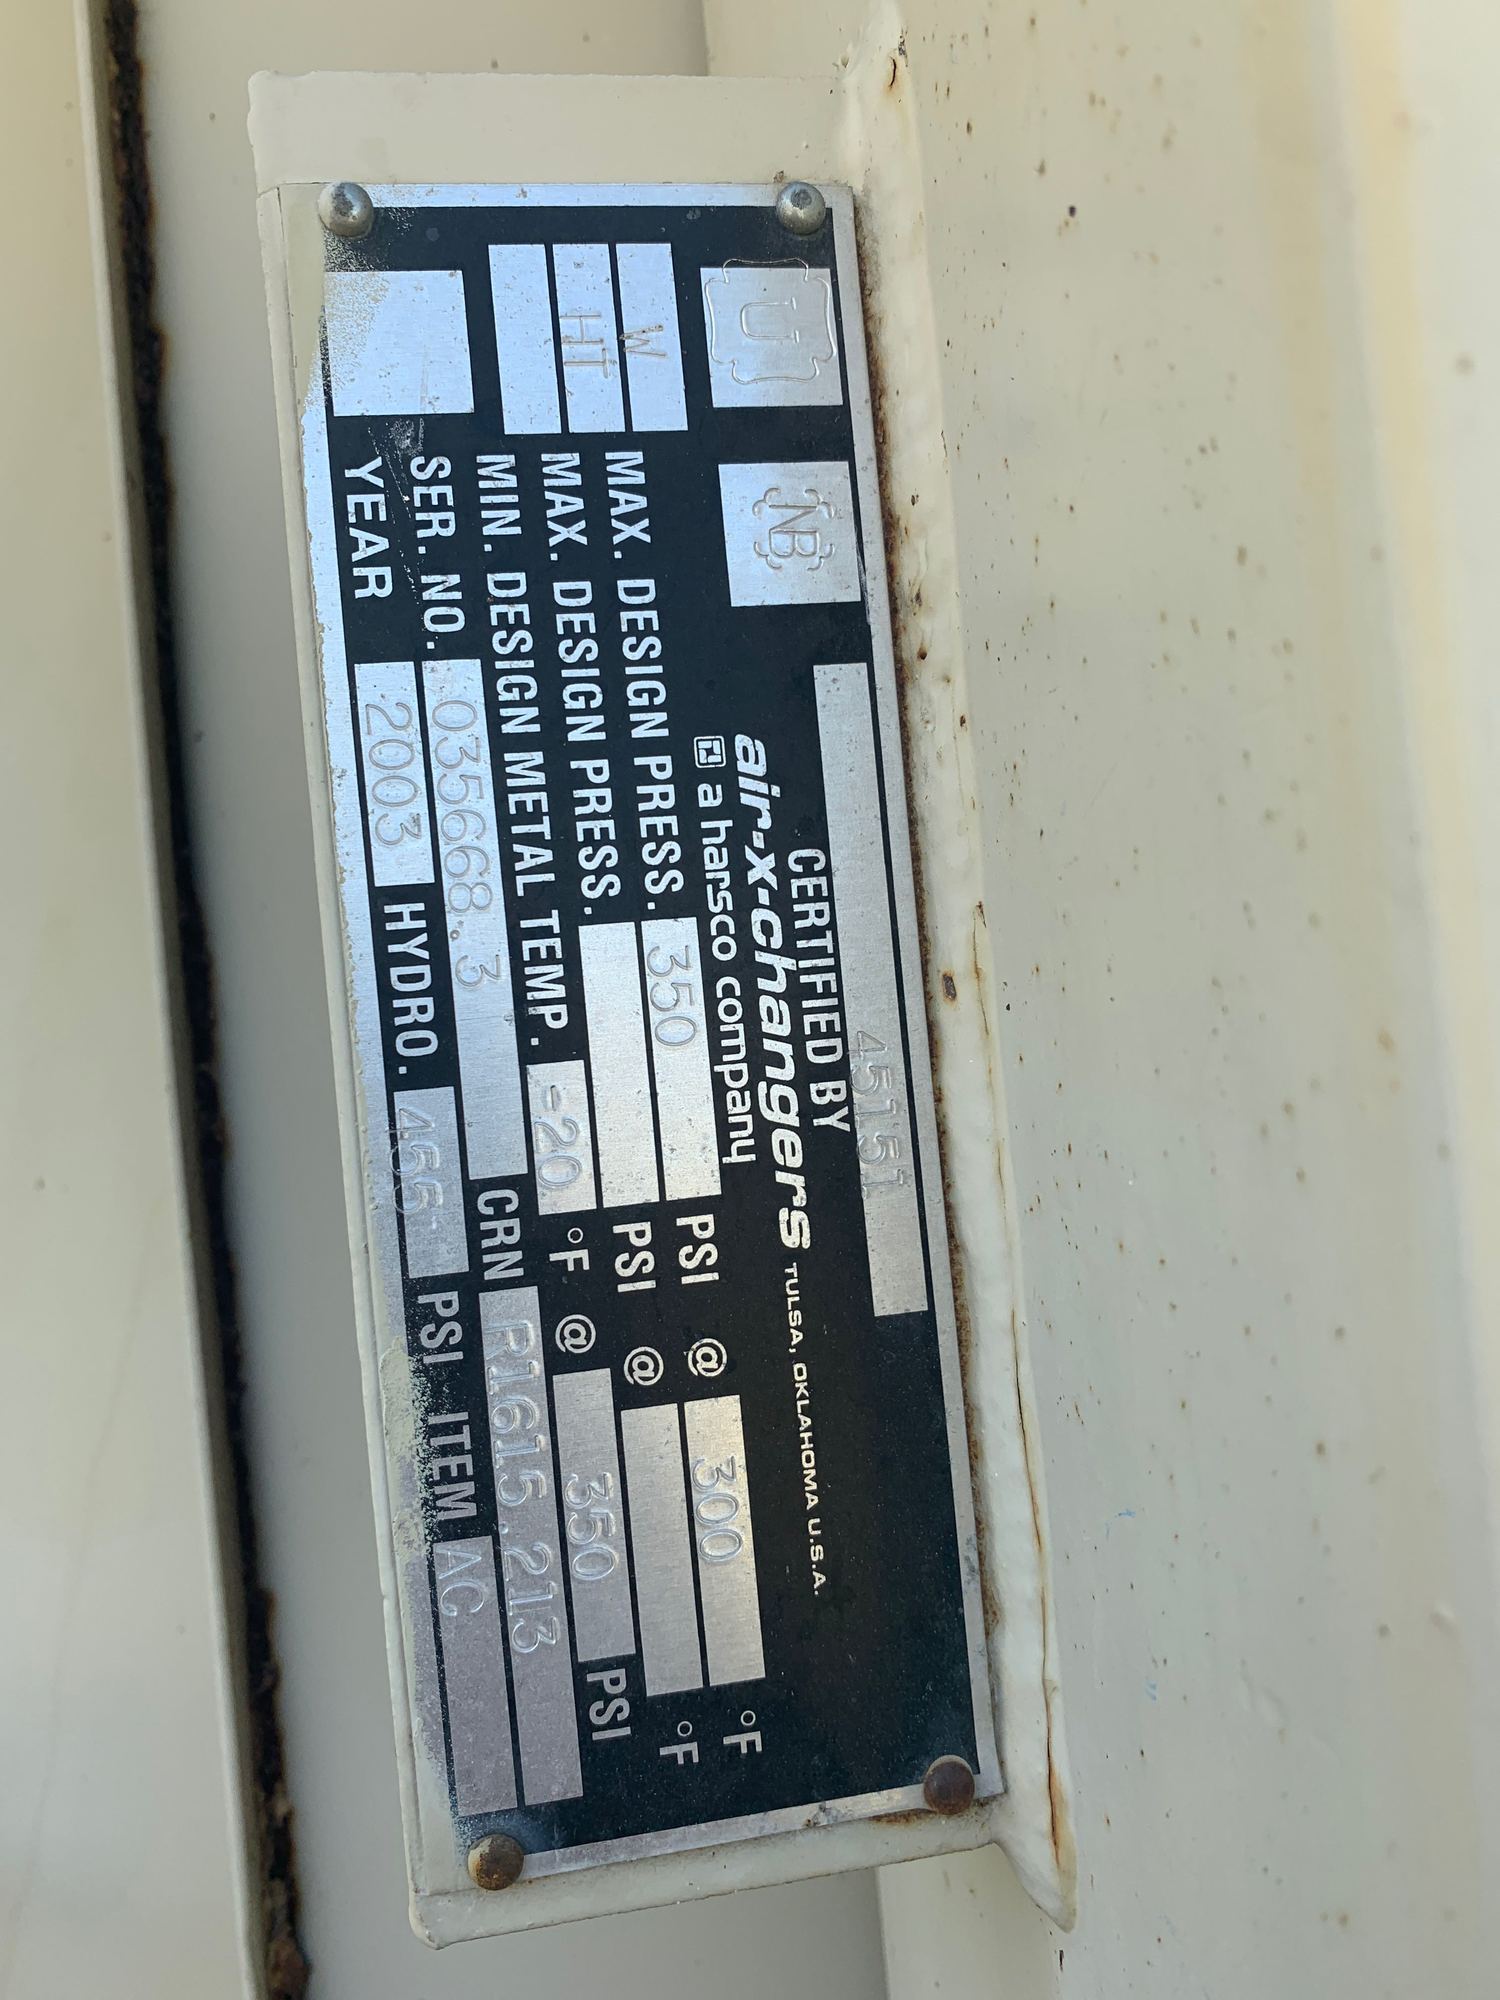 U NB 45151
CERTIFIED BY
air-x-changers TULSA, OKLAHOMA U.S.A.
a harsco company
W MAX. DESIGN PRESS. 350 PSI @ 300 °F
HT MAX. DESIGN PRESS. PSI @ °F
MIN. DESIGN METAL TEMP. -20 °F @ 350 PSI
SER. NO. 035668.3 CRN R1615.213
YEAR 2003 HYDRO. 455 PSI ITEM AC